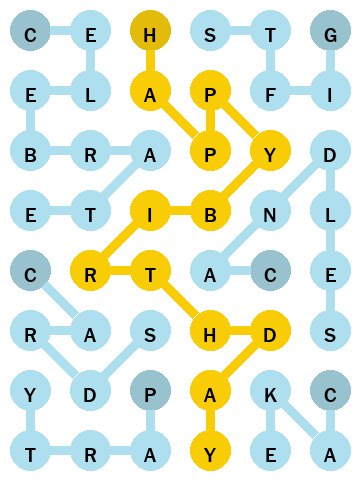 C E H S T G
E L A P F I
B R A P Y D
E T I B N L
C R T A C E
R A S H D S
Y D P A K C
T R A Y E A